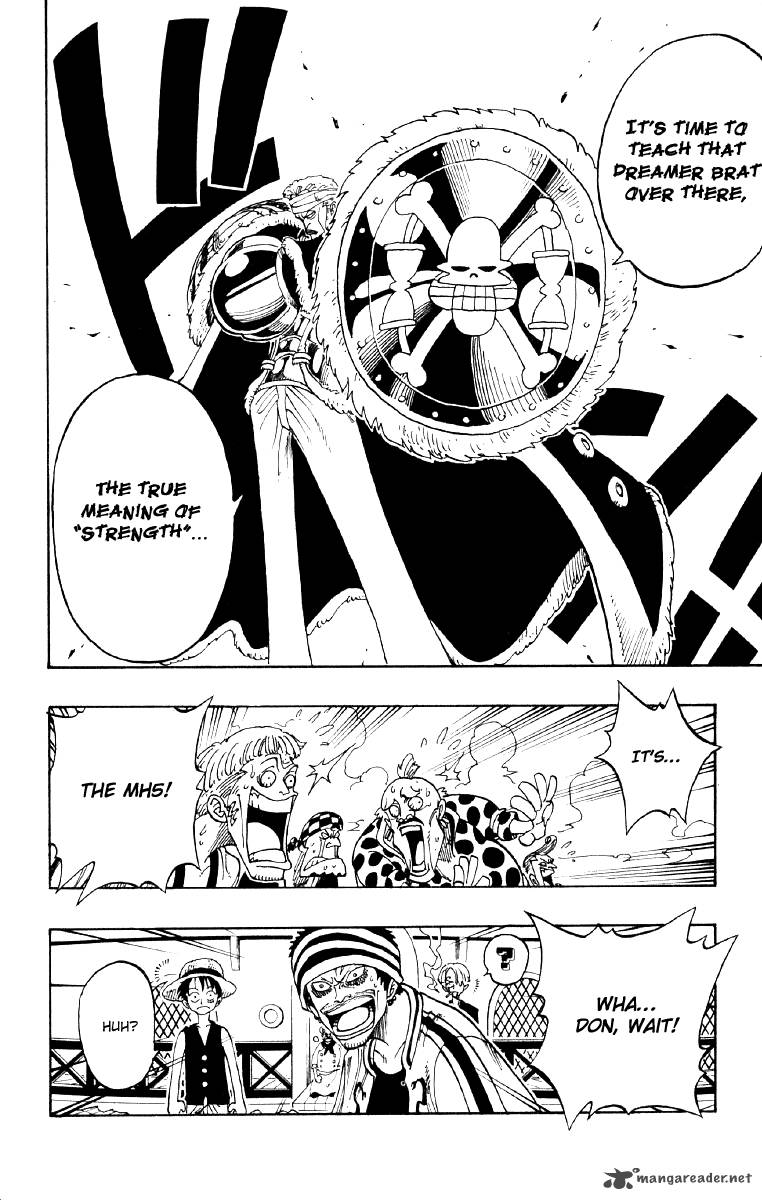 IT'S TIME TO
TEACH THAT
DREAMER BRAT
OVER THERE,
THE TRUE
MEANING OF
"STRENGTH"...
IT'S...
THE MH5!
WHA...
DON, WAIT!
?
HUH?
mangareader.net